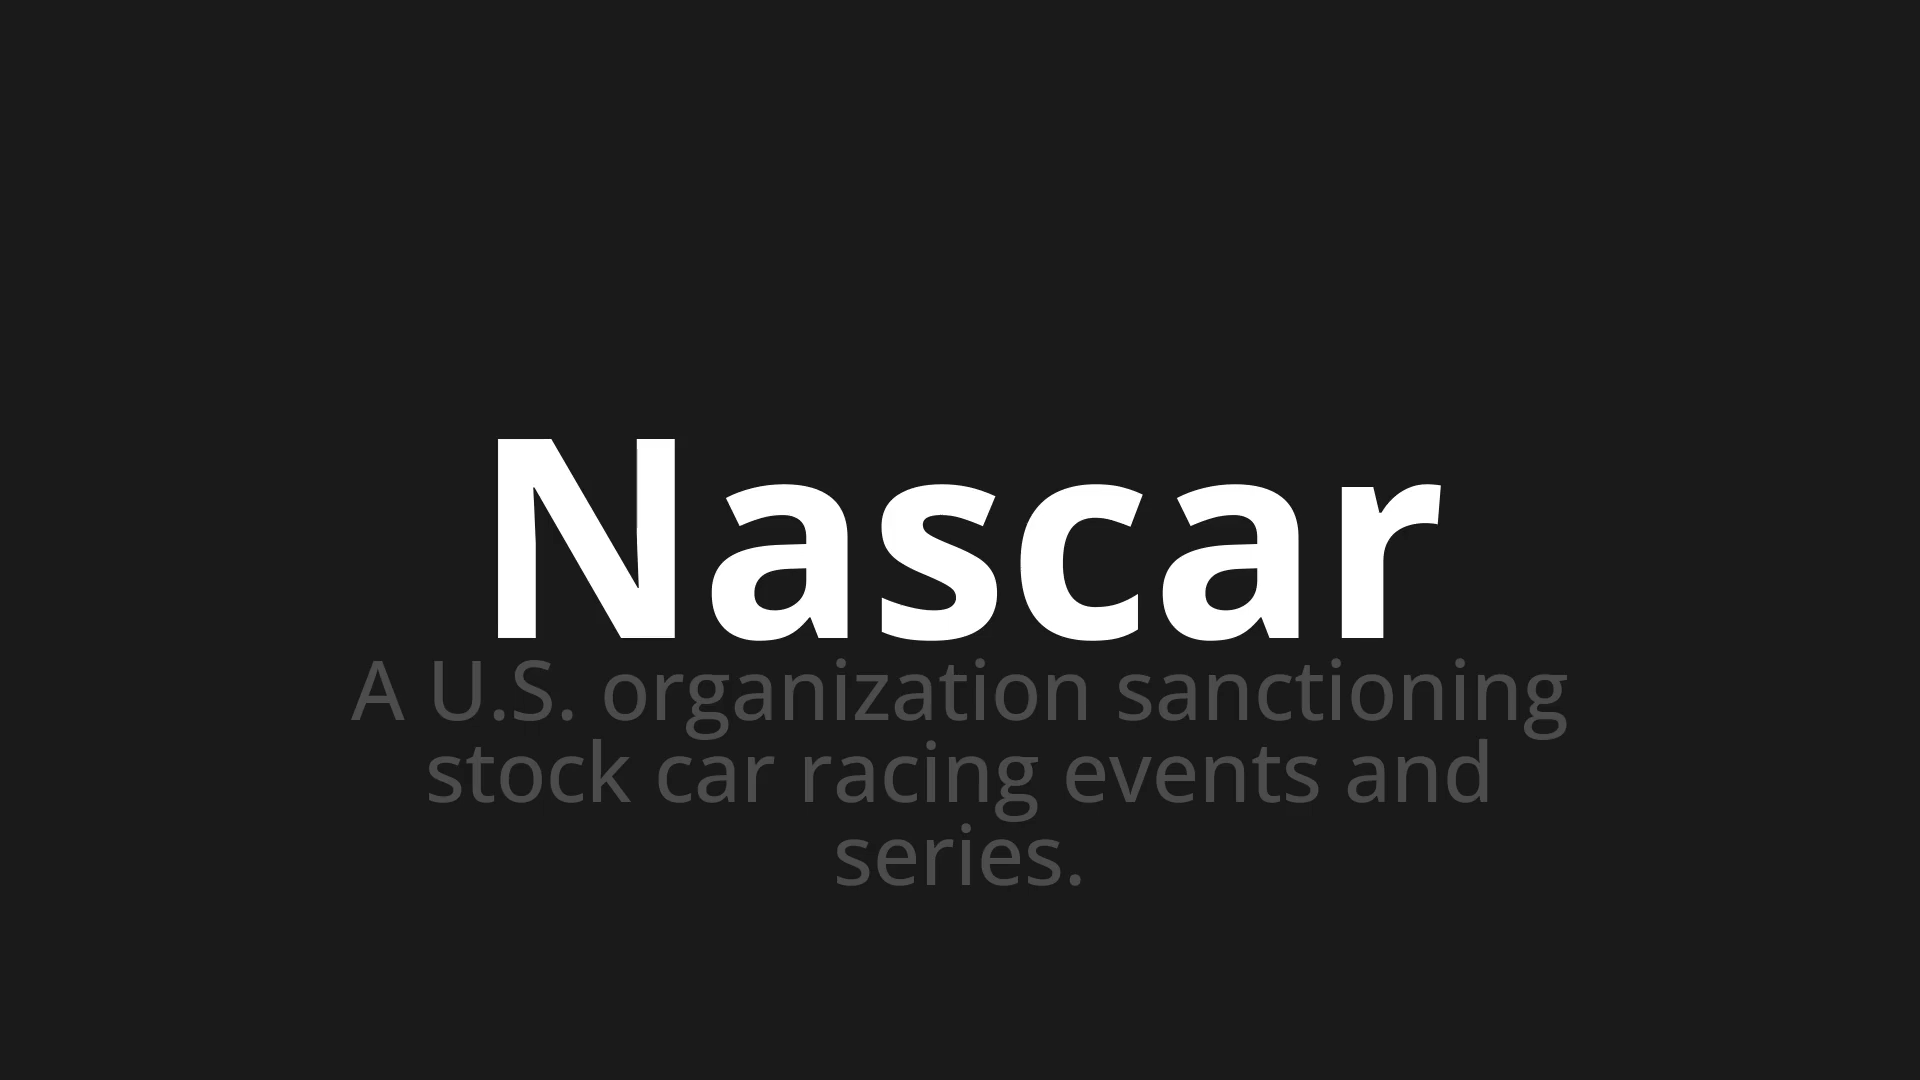 Nascar
A U.S. organization sanctioning
stock car racing events and
series.